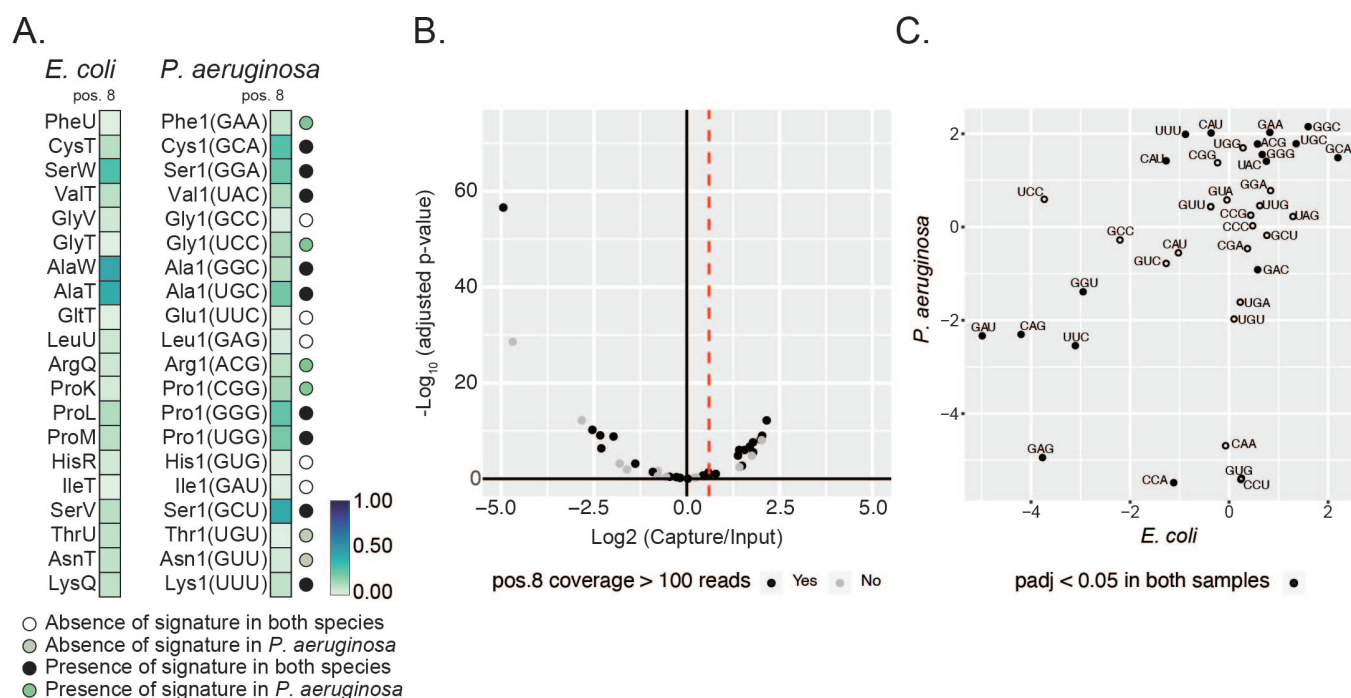 A.
E. coli P. aeruginosa
pos. 8 pos. 8
PheU Phe1(GAA)
CysT Cys1(GCA)
SerW Ser1(GGA)
ValT Val1(UAC)
GlyV Gly1(GCC)
GlyT Gly1(UCC)
AlaW Ala1(GGC)
AlaT Ala1(UGC)
GltT Glu1(UUC)
LeuU Leu1(GAG)
ArgQ Arg1(ACG)
ProK Pro1(CGG)
ProL Pro1(GGG)
ProM Pro1(UGG)
HisR His1(GUG)
IleT Ile1(GAU)
SerV Ser1(GCU)
ThrU Thr1(UGU)
AsnT Asn1(GUU)
LysQ Lys1(UUU)
1.00
0.50
0.00
Absence of signature in both species
Absence of signature in P. aeruginosa
Presence of signature in both species
Presence of signature in P. aeruginosa
B.
-Log10 (adjusted p-value)
60
40
20
0
-5.0 -2.5 0.0 2.5 5.0
Log2 (Capture/Input)
pos.8 coverage > 100 reads Yes No
C.
P. aeruginosa
2
0
−2
−4
UUU CAU GAA GGC
UGG ACG UGC
CAU CGG GGG GCA
UAC
UCC GUA GGA
GUU CCG UUG UAG
GCC CCC GCU
CAU CGA
GUC GAC
GGU
UGA
GAU CAG UGU
UUC
CAA
GAG
CCA GUG
CCU
−4 −2 0 2
E. coli
padj < 0.05 in both samples